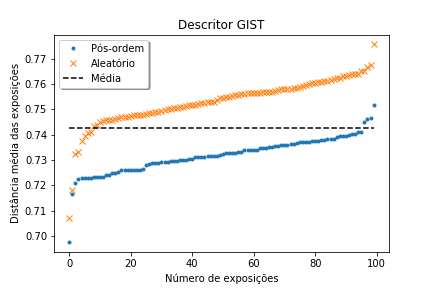 Descritor GIST
Pós-ordem
Aleatório
Média
Distância média das exposições
0.77
0.76
0.75
0.74
0.73
0.72
0.71
0.70
0
20
40
60
80
100
Número de exposições